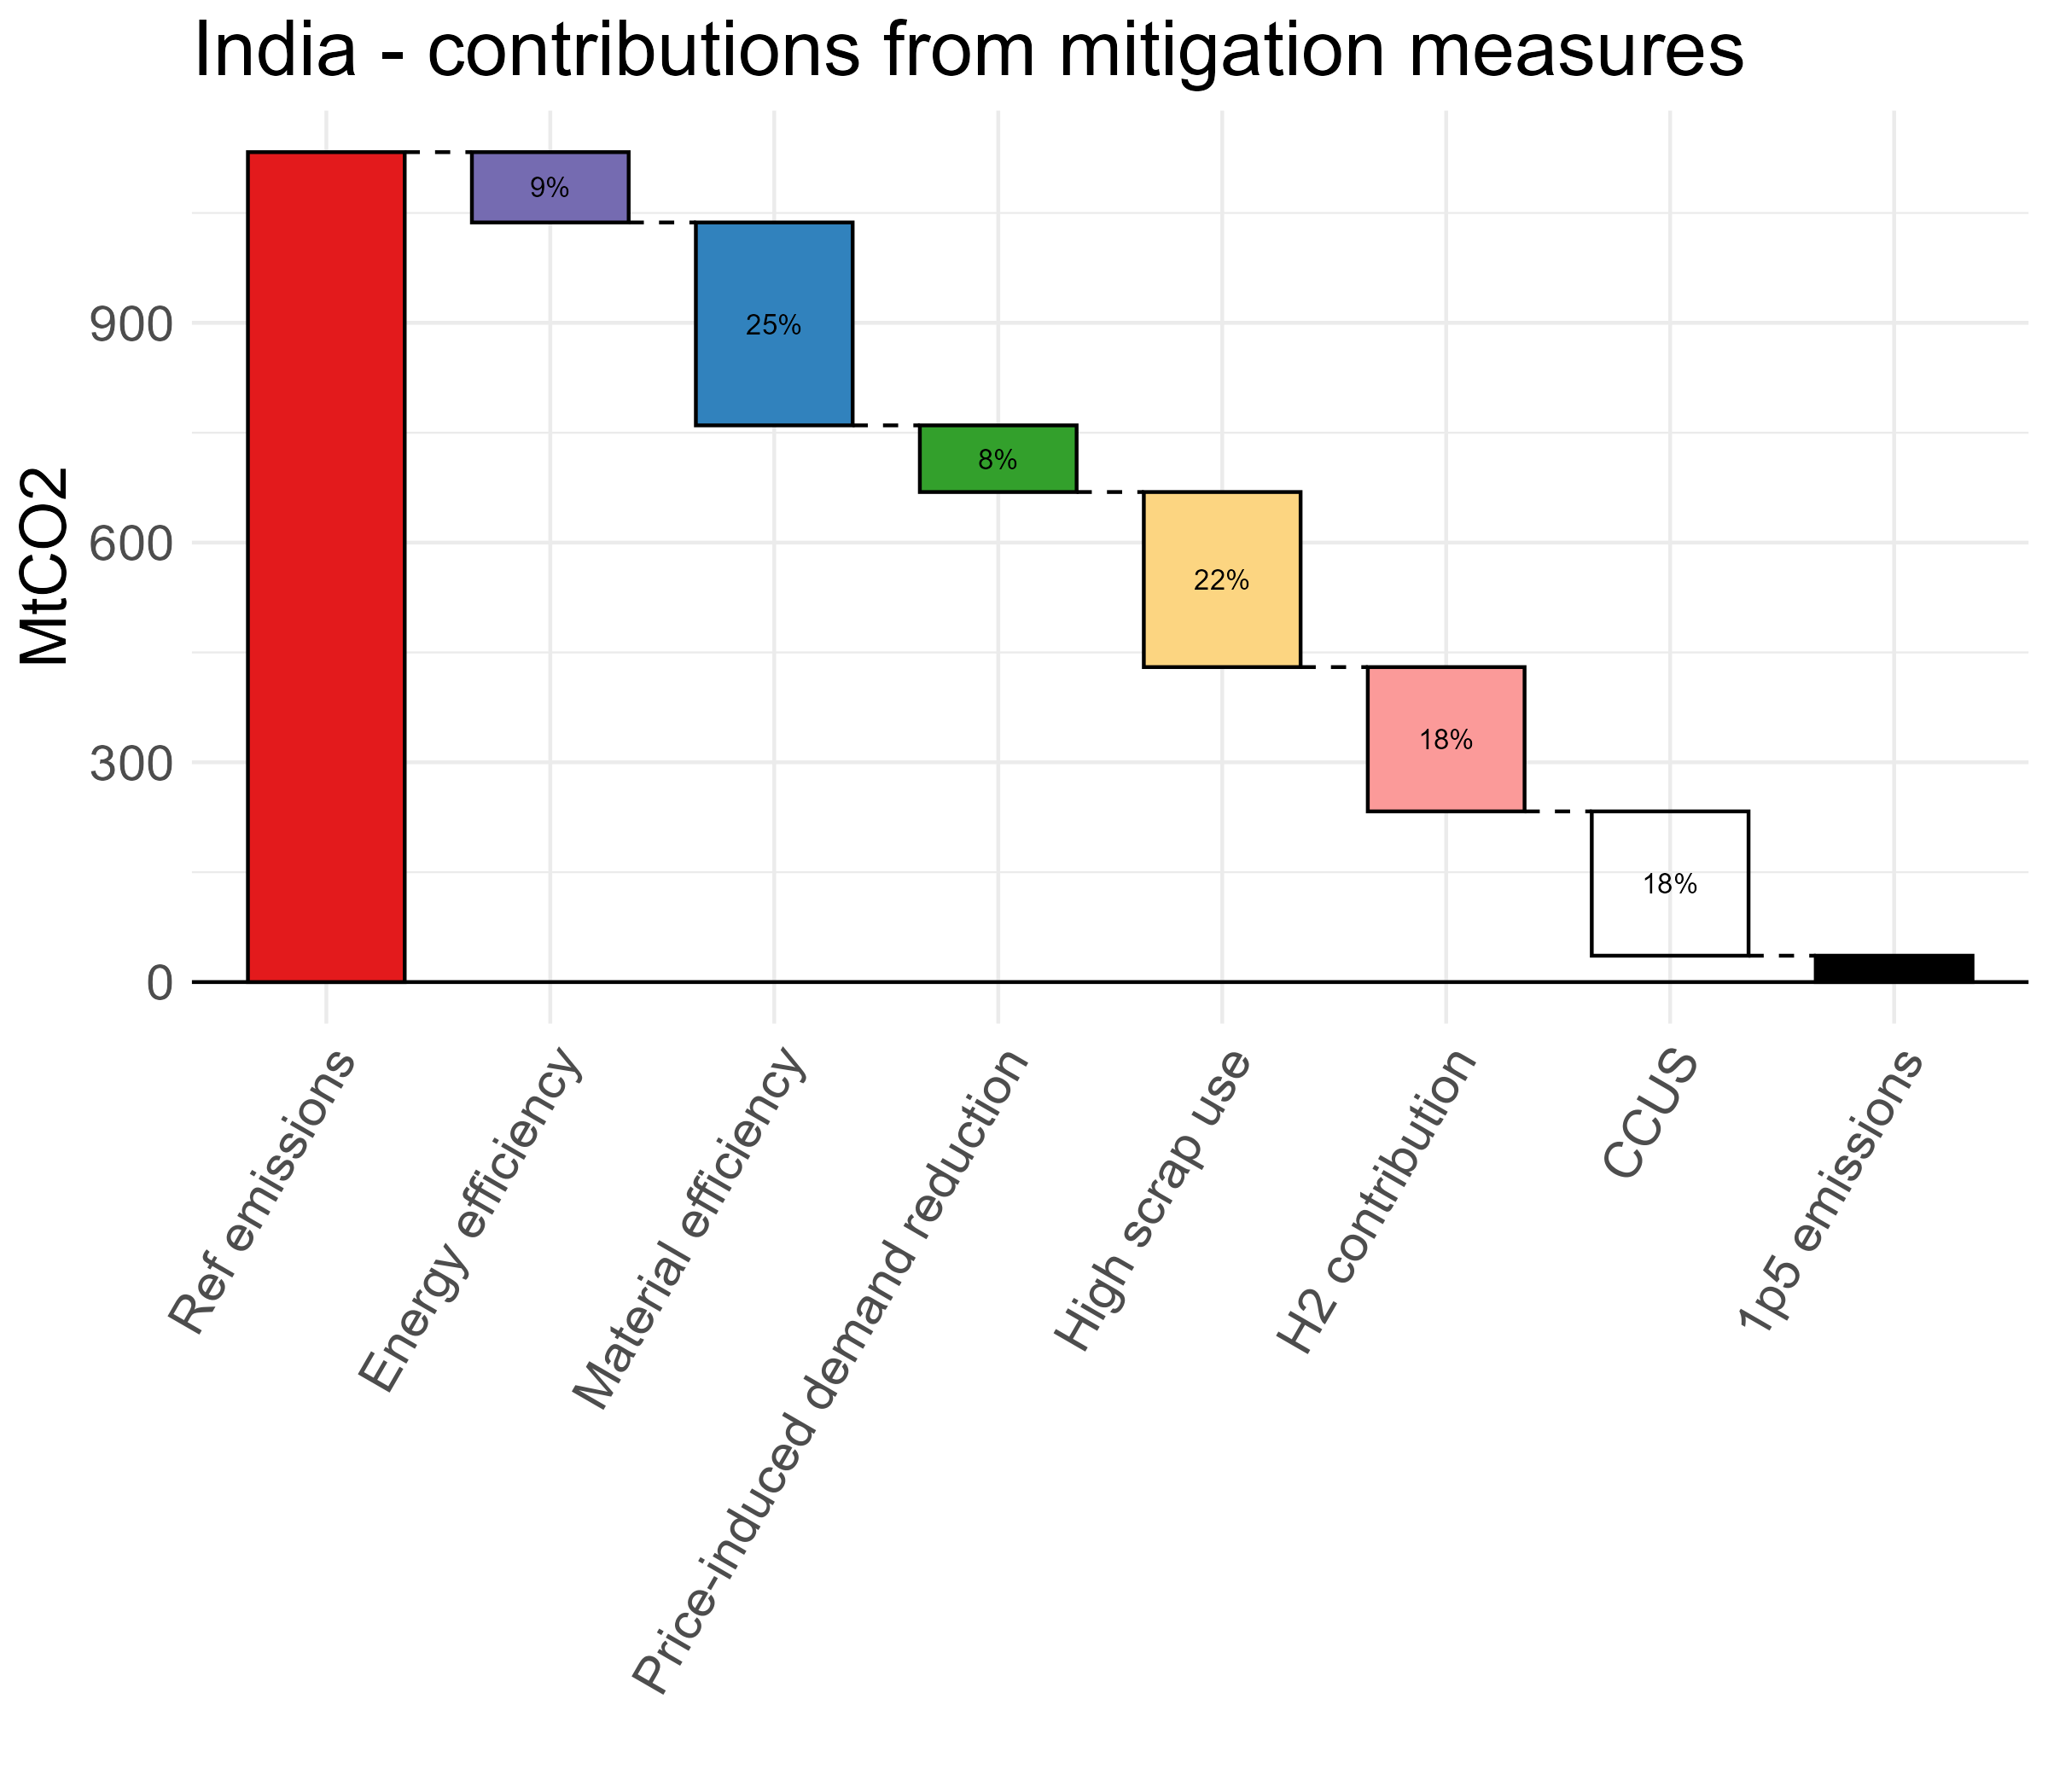 India - contributions from mitigation measures
MtCO2
900
600
300
0
9%
25%
8%
22%
18%
18%
Ref emissions
Energy efficiency
Material efficiency
Price-induced demand reduction
High scrap use
H2 contribution
CCUS
1p5 emissions